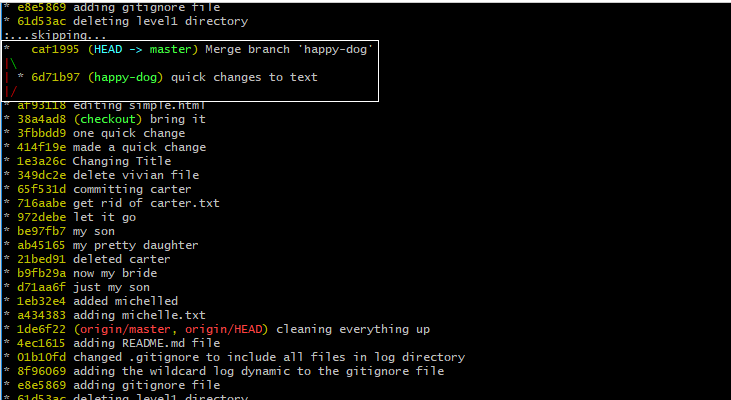 * e8e5869 adding gitignore file
* 61d53ac deleting level1 directory
:...skipping...
*   caf1995 (HEAD -> master) Merge branch 'happy-dog'
|\
| * 6d71b97 (happy-dog) quick changes to text
|/
* af93118 editing simple.html
* 38a4ad8 (checkout) bring it
* 3fbbdd9 one quick change
* 414f19e made a quick change
* 1e3a26c Changing Title
* 349dc2e delete vivian file
* 65f531d committing carter
* 716aabe get rid of carter.txt
* 972debe let it go
* be97fb7 my son
* ab45165 my pretty daughter
* 21bed91 deleted carter
* b9fb29a now my bride
* d71aa6f just my son
* 1eb32e4 added michelled
* a434383 adding michelle.txt
* 1de6f22 (origin/master, origin/HEAD) cleaning everything up
* 4ec1615 adding README.md file
* 01b10fd changed .gitignore to include all files in log directory
* 8f96069 adding the wildcard log dynamic to the gitignore file
* e8e5869 adding gitignore file
* 61d53ac deleting level1 directory